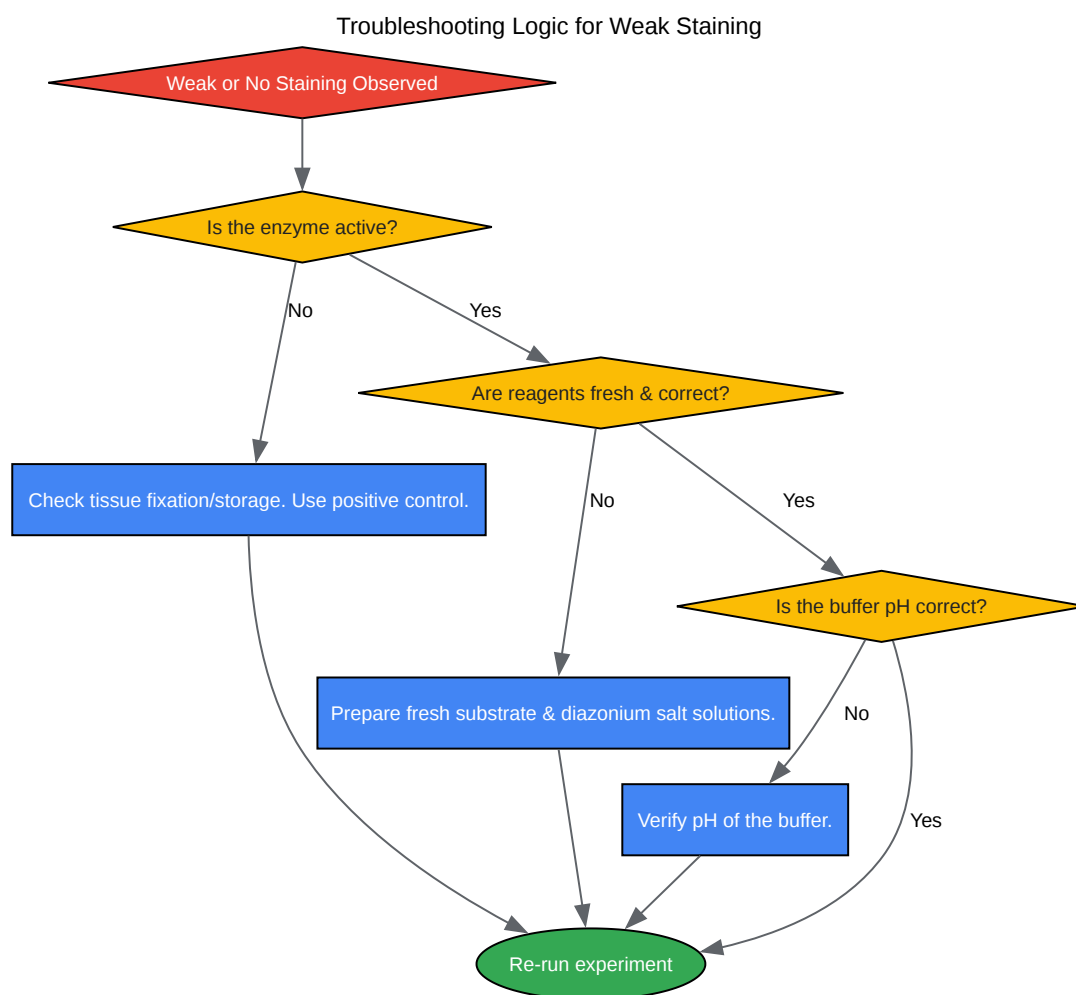 Troubleshooting Logic for Weak Staining
Weak or No Staining Observed
Is the enzyme active?
No
Yes
Are reagents fresh & correct?
Check tissue fixation/storage. Use positive control.
No
Yes
Is the buffer pH correct?
Prepare fresh substrate & diazonium salt solutions.
No
Verify pH of the buffer.
Yes
Re-run experiment